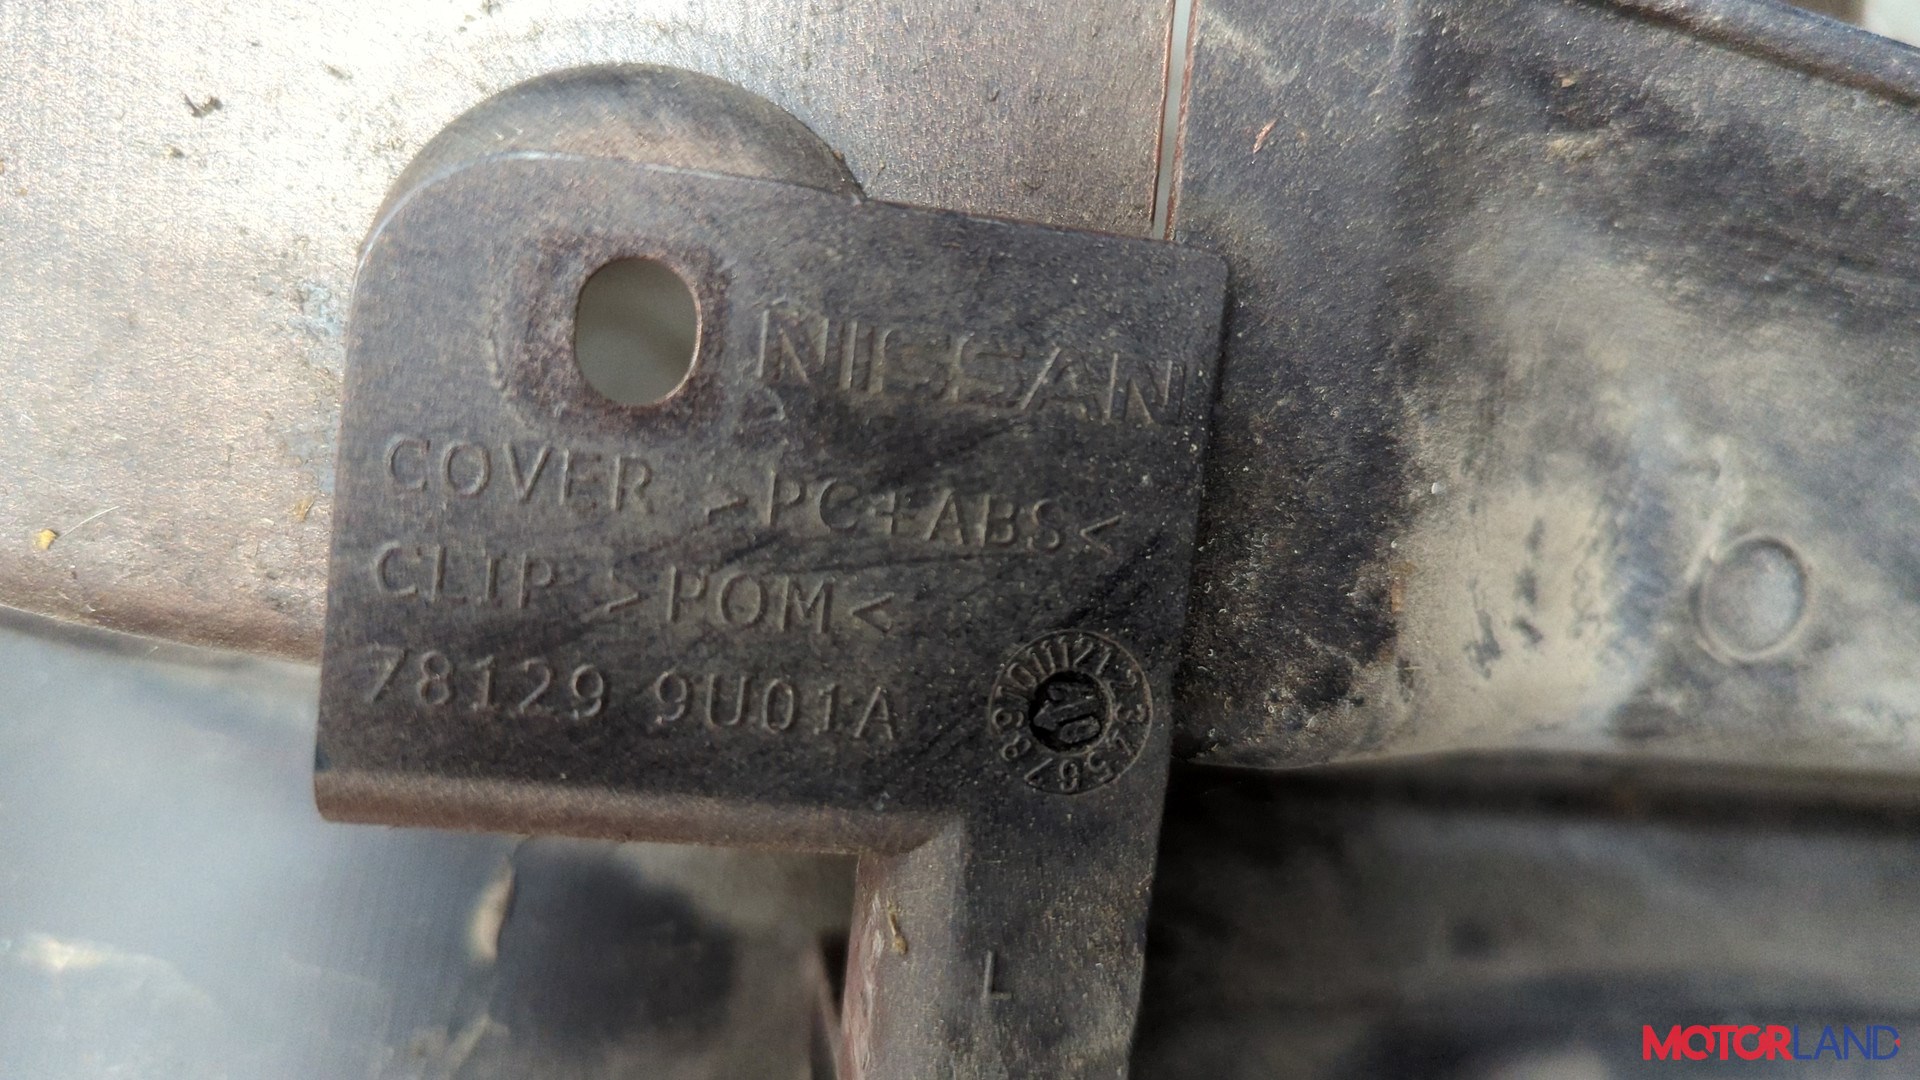 NISSAN
COVER >PC+ABS<
CLIP >POM<
78129 9U01A
L
MOTORLAND